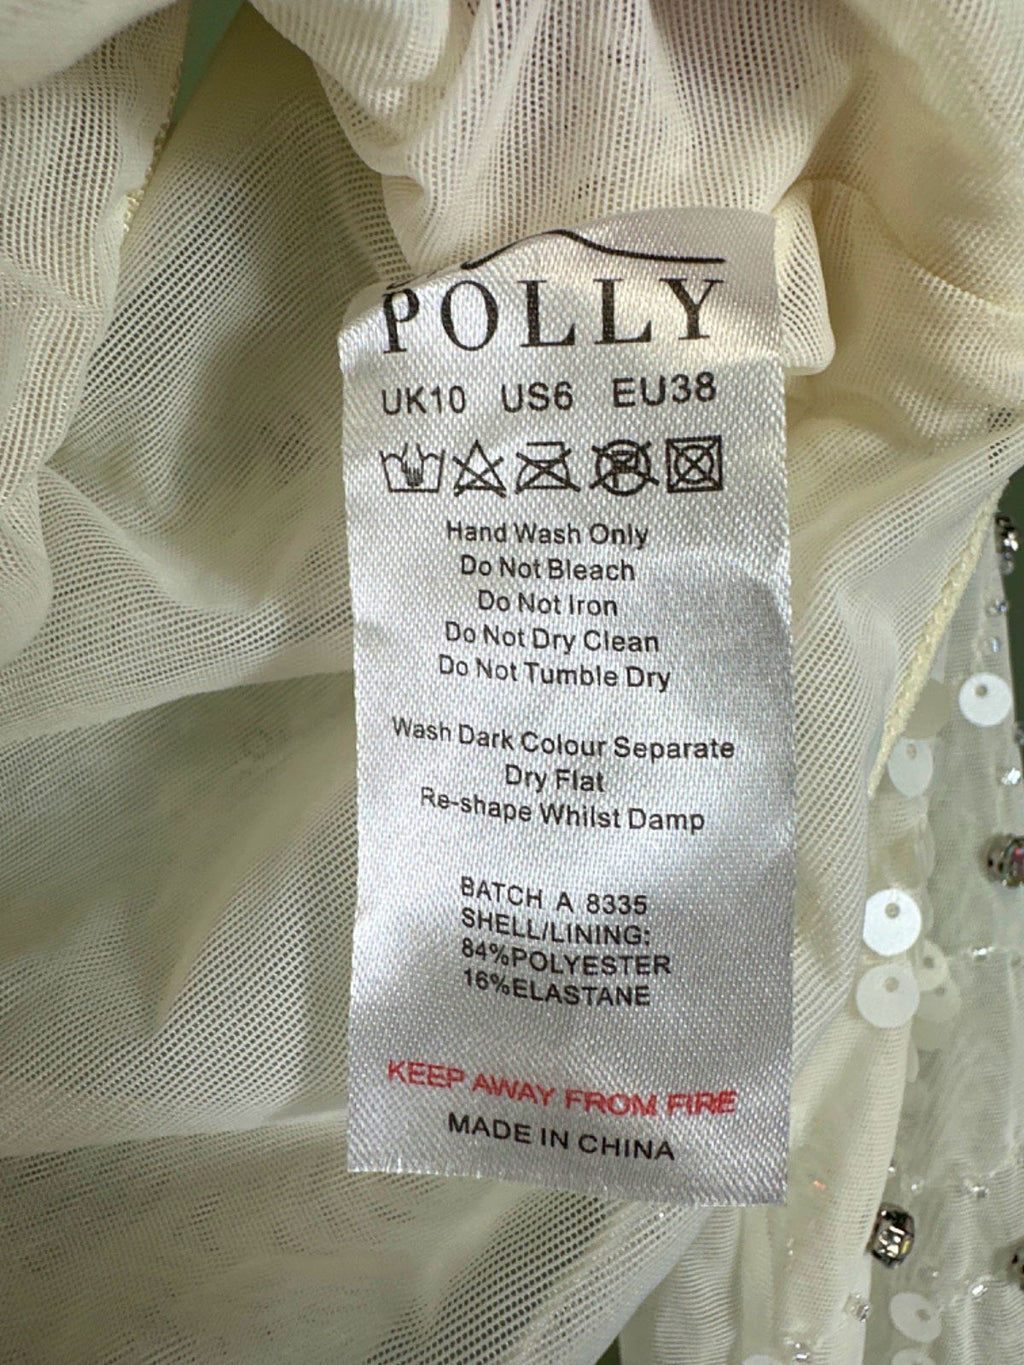 POLLY
UK10 US6 EU38
Hand Wash Only
Do Not Bleach
Do Not Iron
Do Not Dry Clean
Do Not Tumble Dry
Wash Dark Colour Separate
Dry Flat
Re-shape Whilst Damp
BATCH A 8335
SHELL/LINING:
84%POLYESTER
16%ELASTANE
KEEP AWAY FROM FIRE
MADE IN CHINA